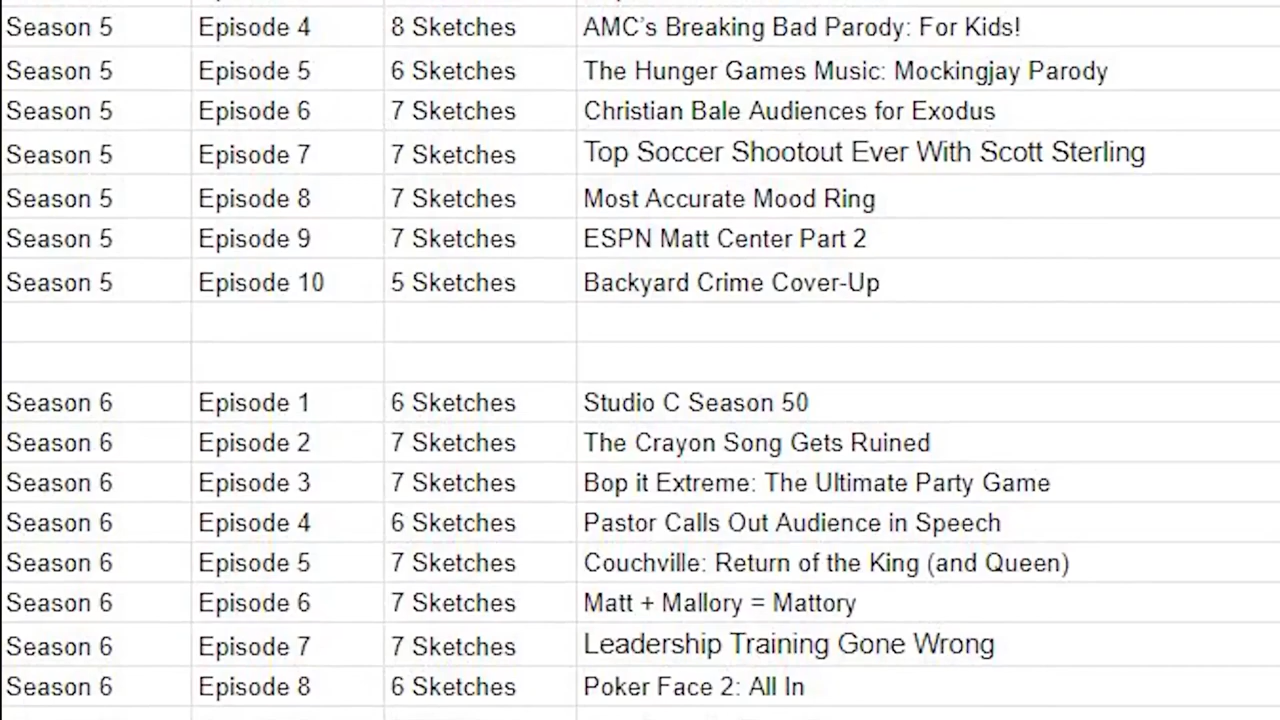 Season 5 Episode 4 8 Sketches AMC’s Breaking Bad Parody: For Kids!
Season 5 Episode 5 6 Sketches The Hunger Games Music: Mockingjay Parody
Season 5 Episode 6 7 Sketches Christian Bale Audiences for Exodus
Season 5 Episode 7 7 Sketches Top Soccer Shootout Ever With Scott Sterling
Season 5 Episode 8 7 Sketches Most Accurate Mood Ring
Season 5 Episode 9 7 Sketches ESPN Matt Center Part 2
Season 5 Episode 10 5 Sketches Backyard Crime Cover-Up
Season 6 Episode 1 6 Sketches Studio C Season 50
Season 6 Episode 2 7 Sketches The Crayon Song Gets Ruined
Season 6 Episode 3 7 Sketches Bop it Extreme: The Ultimate Party Game
Season 6 Episode 4 6 Sketches Pastor Calls Out Audience in Speech
Season 6 Episode 5 7 Sketches Couchville: Return of the King (and Queen)
Season 6 Episode 6 7 Sketches Matt + Mallory = Mattory
Season 6 Episode 7 7 Sketches Leadership Training Gone Wrong
Season 6 Episode 8 6 Sketches Poker Face 2: All In